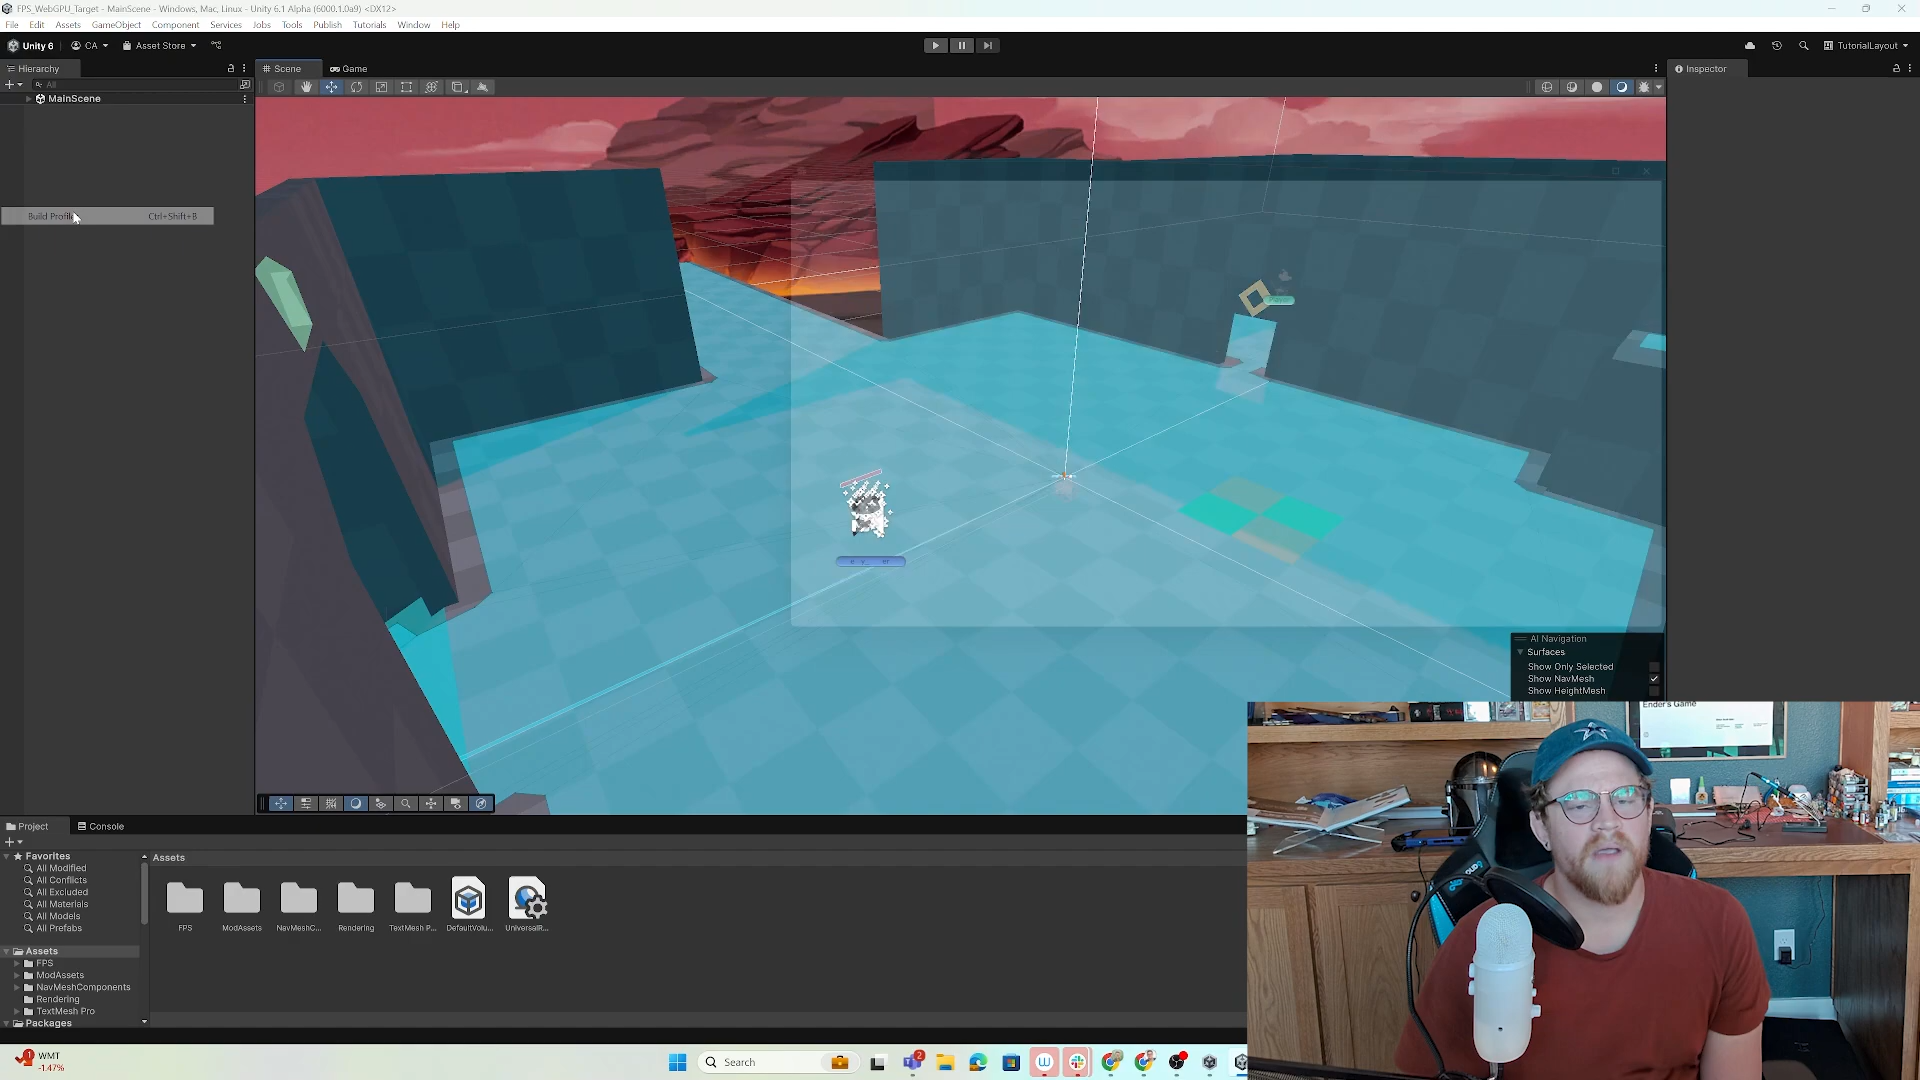 FPS_WebGPU_Target - MainScene - Windows, Mac, Linux - Unity 6.1 Alpha (6000.1.0a9) <DX12>
File Edit Assets GameObject Component Services Jobs Tools Publish Tutorials Window Help
Unity 6 CA Asset Store TutorialLayout
Hierarchy Scene Game Inspector
All
MainScene
Build Profile Ctrl+Shift+B
Player
AI Navigation
Surfaces
Show Only Selected
Show NavMesh
Show HeightMesh
Ender's Game
Project Console
Favorites
All Modified
All Conflicts
All Excluded
All Materials
All Models
All Prefabs
Assets
FPS
ModAssets
NavMeshComponents
Rendering
TextMesh Pro
Packages
Assets
FPS ModAssets NavMeshC... Rendering TextMesh P... DefaultVolu... UniversalR...
WMT
-1.47%
Search
2